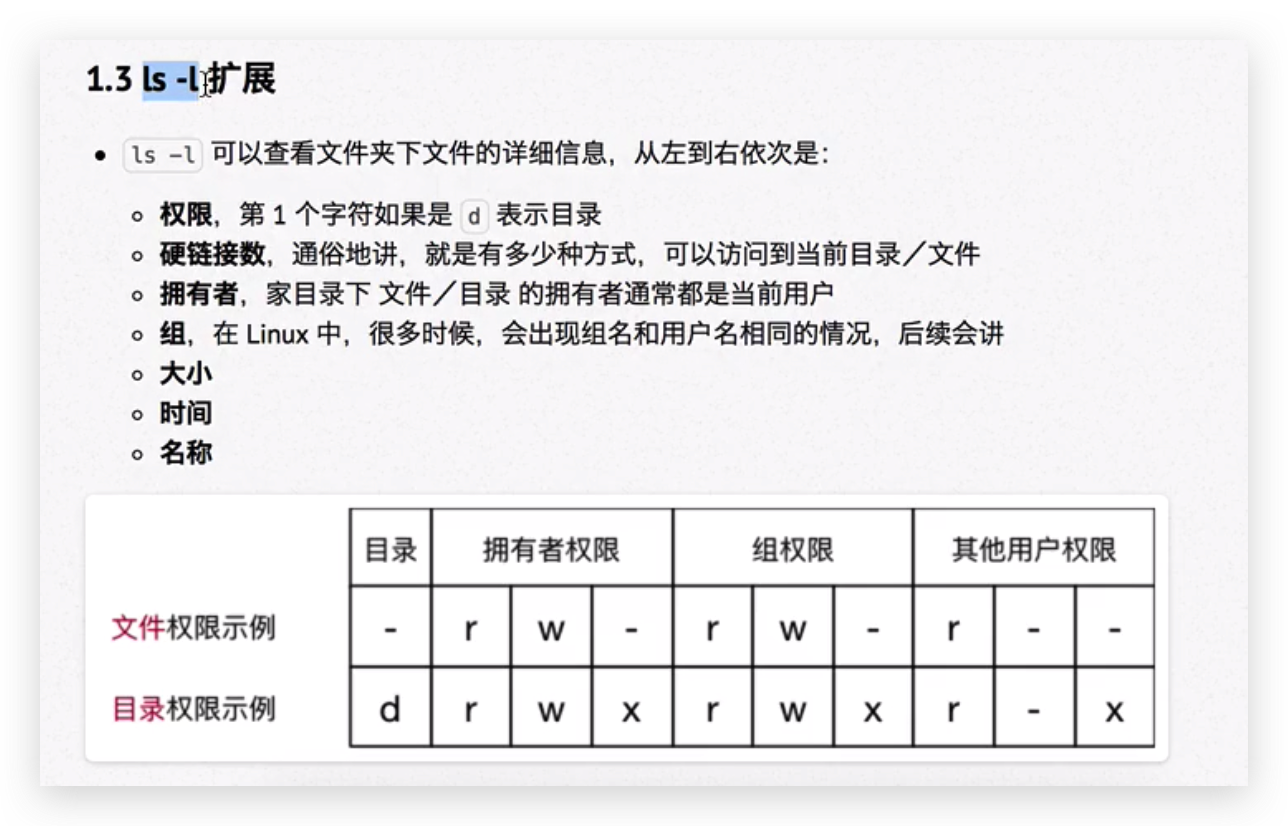 1.3 ls -l 扩展
• ls -l 可以查看文件夹下文件的详细信息，从左到右依次是：
◦ 权限，第 1 个字符如果是 d 表示目录
◦ 硬链接数，通俗地讲，就是有多少种方式，可以访问到当前目录／文件
◦ 拥有者，家目录下 文件／目录 的拥有者通常都是当前用户
◦ 组，在 Linux 中，很多时候，会出现组名和用户名相同的情况，后续会讲
◦ 大小
◦ 时间
◦ 名称
目录 拥有者权限 组权限 其他用户权限
文件权限示例 - r w - r w - r - -
目录权限示例 d r w x r w x r - x